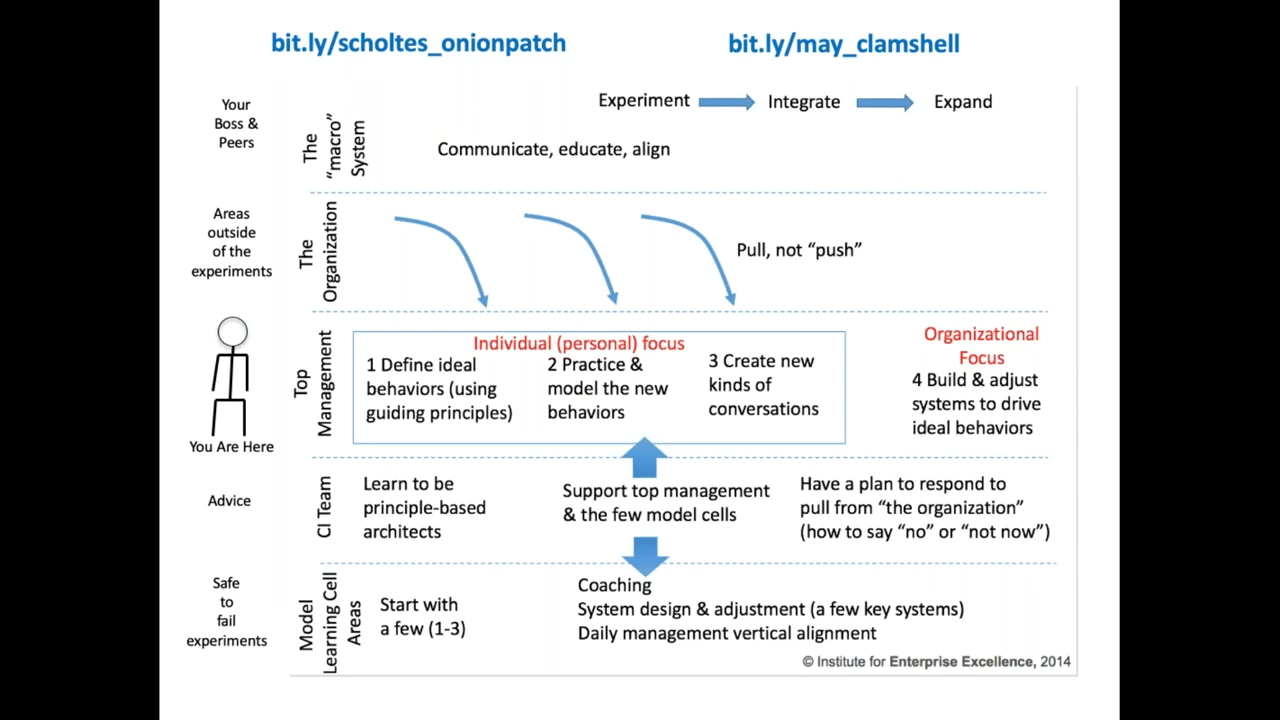 bit.ly/scholtes_onionpatch
bit.ly/may_clamshell
Experiment
Integrate
Expand
Your
Boss &
Peers
The
“macro”
System
Communicate, educate, align
Areas
outside
of the
experiments
The
Organization
Pull, not “push”
You Are Here
Top
Management
Individual (personal) focus
1 Define ideal
behaviors (using
guiding principles)
2 Practice &
model the new
behaviors
3 Create new
kinds of
conversations
Organizational
Focus
4 Build & adjust
systems to drive
ideal behaviors
Advice
CI Team
Learn to be
principle-based
architects
Support top management
& the few model cells
Have a plan to respond to
pull from “the organization”
(how to say “no” or “not now”)
Safe
to
fail
experiments
Model
Learning Cell
Areas
Start with
a few (1-3)
Coaching
System design & adjustment (a few key systems)
Daily management vertical alignment
© Institute for Enterprise Excellence, 2014